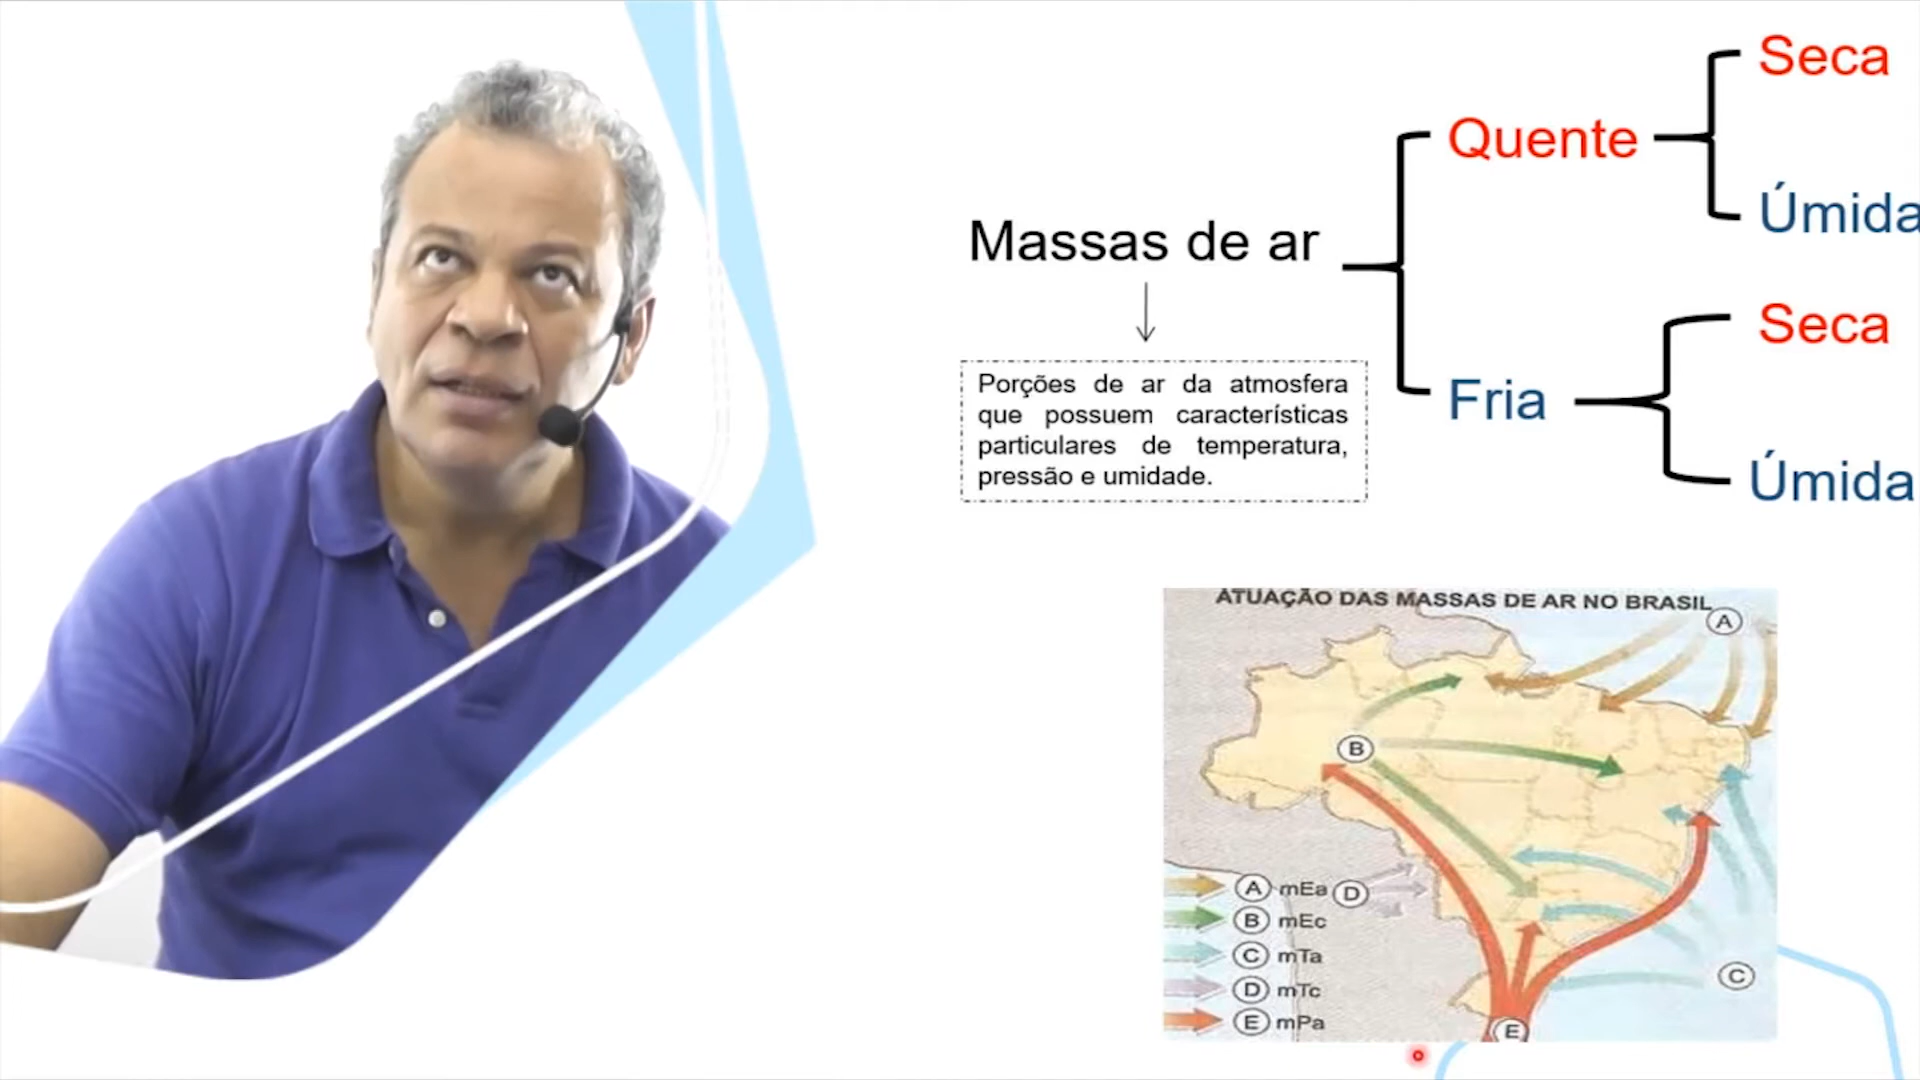 Seca
Quente
Úmida
Massas de ar
Seca
Fria
Úmida
Porções de ar da atmosfera
que possuem características
particulares de temperatura,
pressão e umidade.
ATUAÇÃO DAS MASSAS DE AR NO BRASIL
A
B
A mEa
D
B mEc
C mTa
C
D mTc
E mPa
E